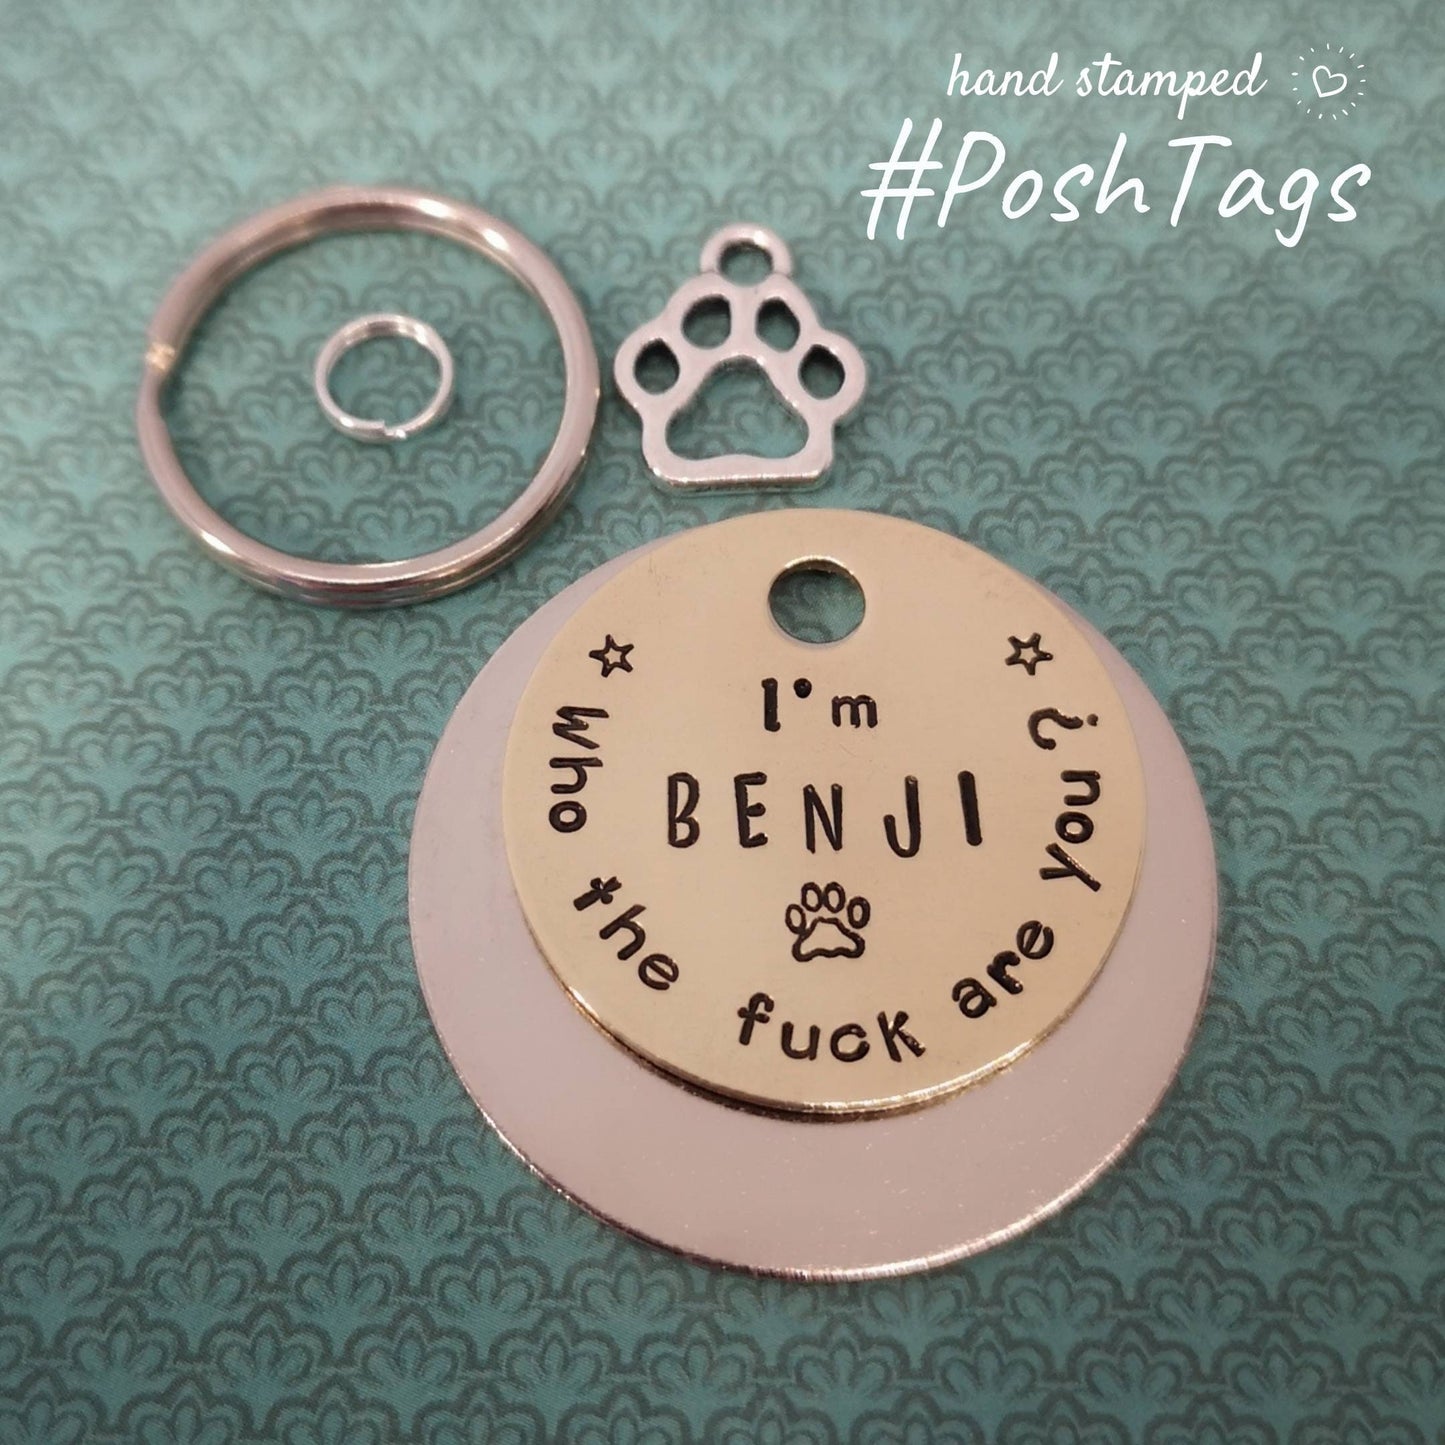 hand stamped
#PoshTags
I'm
BENJI
who the fuck are you?